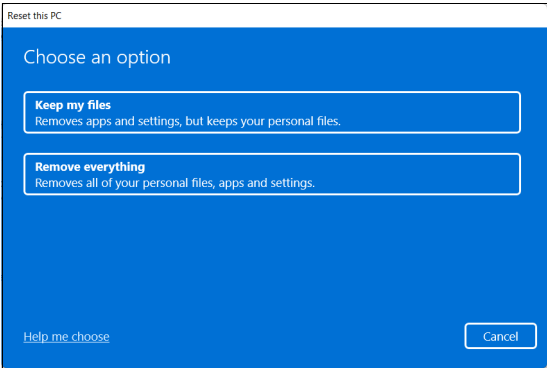 Reset this PC
Choose an option
Keep my files
Removes apps and settings, but keeps your personal files.
Remove everything
Removes all of your personal files, apps and settings.
Help me choose
Cancel